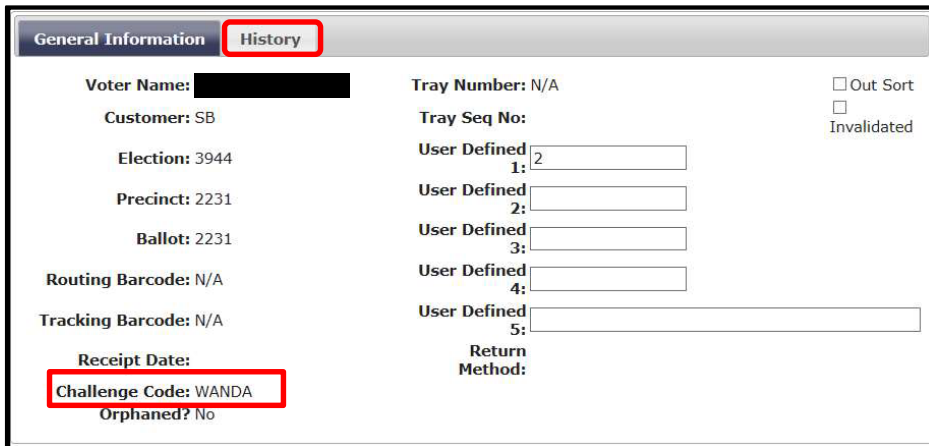 General Information History
Voter Name:
Customer: SB
Election: 3944
Precinct: 2231
Ballot: 2231
Routing Barcode: N/A
Tracking Barcode: N/A
Receipt Date:
Challenge Code: WANDA
Orphaned? No
Tray Number: N/A
Tray Seq No:
User Defined
1: 2
User Defined
2:
User Defined
3:
User Defined
4:
User Defined
5:
Return
Method:
Out Sort
Invalidated